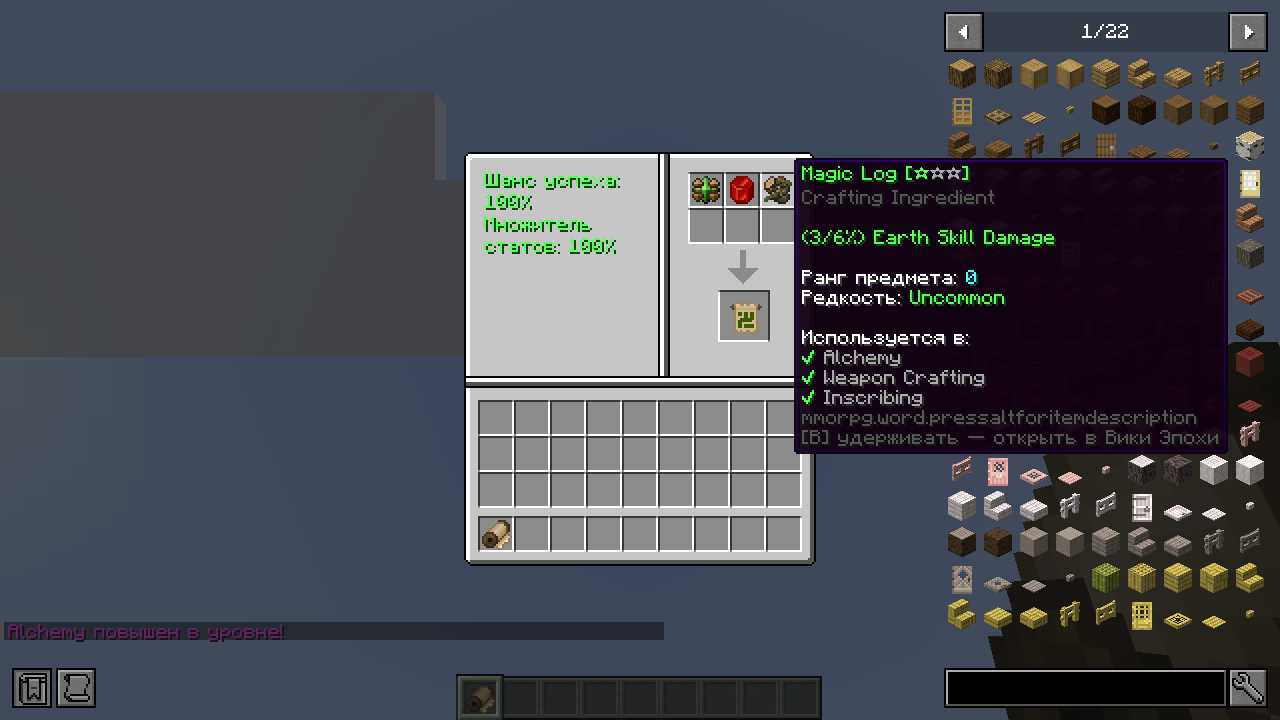 1/22
Шанс успеха:
100%
Множитель
статов: 100%
Magic Log [★☆☆]
Crafting Ingredient
(3/6%) Earth Skill Damage
Ранг предмета: 0
Редкость: Uncommon
Используется в:
✔ Alchemy
✔ Weapon Crafting
✔ Inscribing
mmorpg.word.pressaltforitemdescription
[B] удерживать — открыть в Вики Эпохи
Alchemy повышен в уровне!